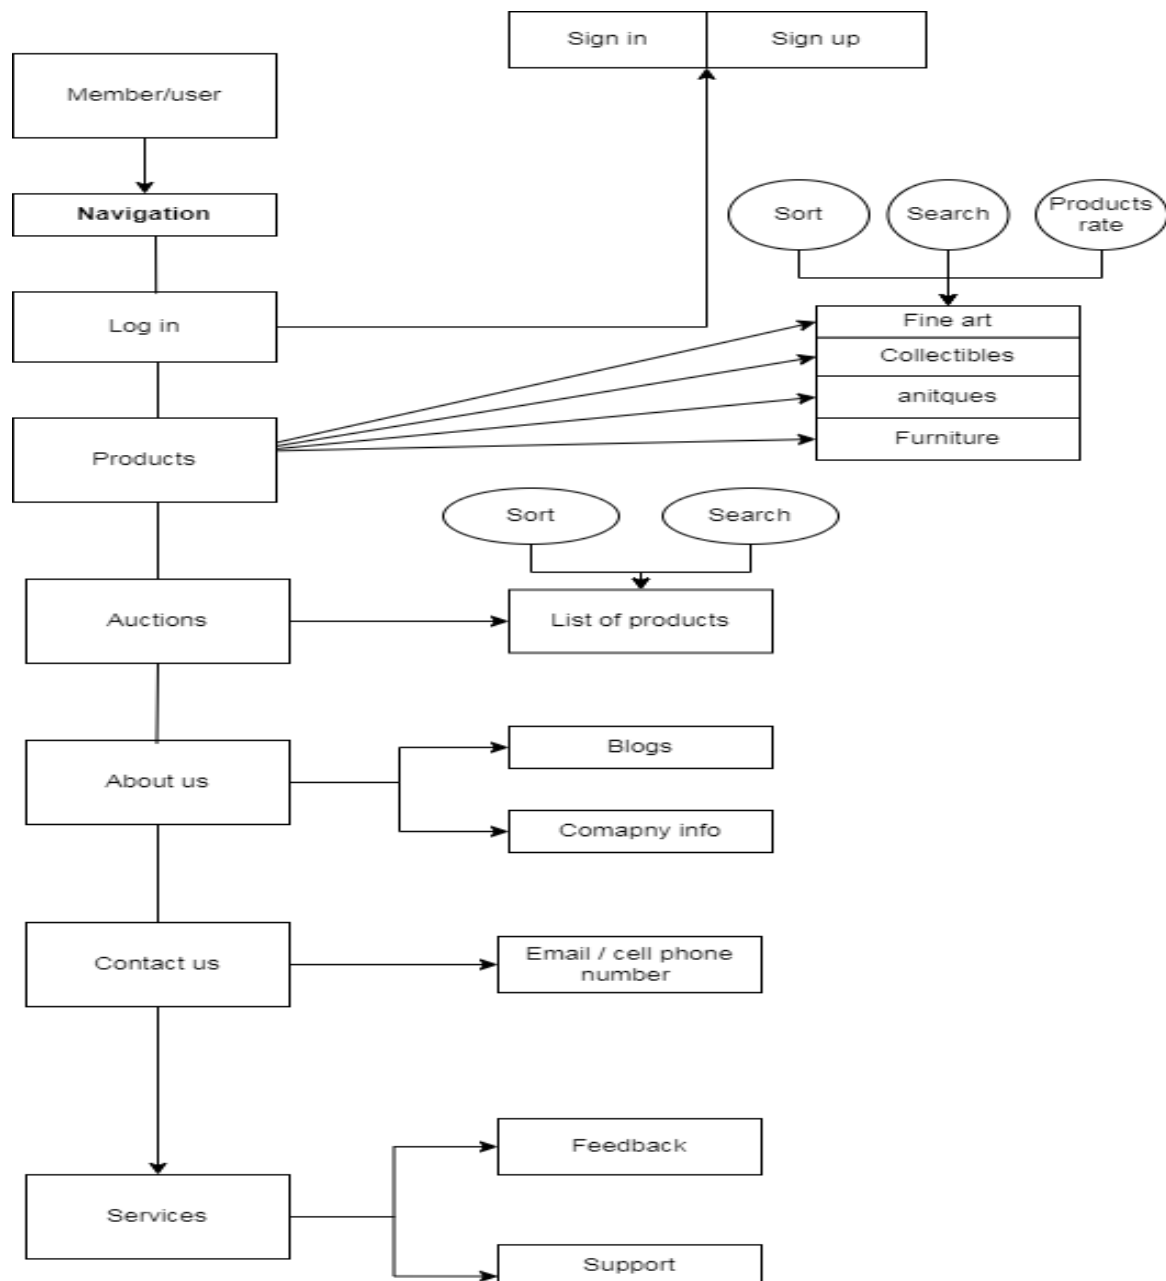 Sign in
Sign up
Member/user
Navigation
Sort
Search
Products
rate
Log in
Fine art
Collectibles
anitques
Furniture
Products
Sort
Search
Auctions
List of products
Blogs
About us
Comapny info
Contact us
Email / cell phone
number
Feedback
Services
Support